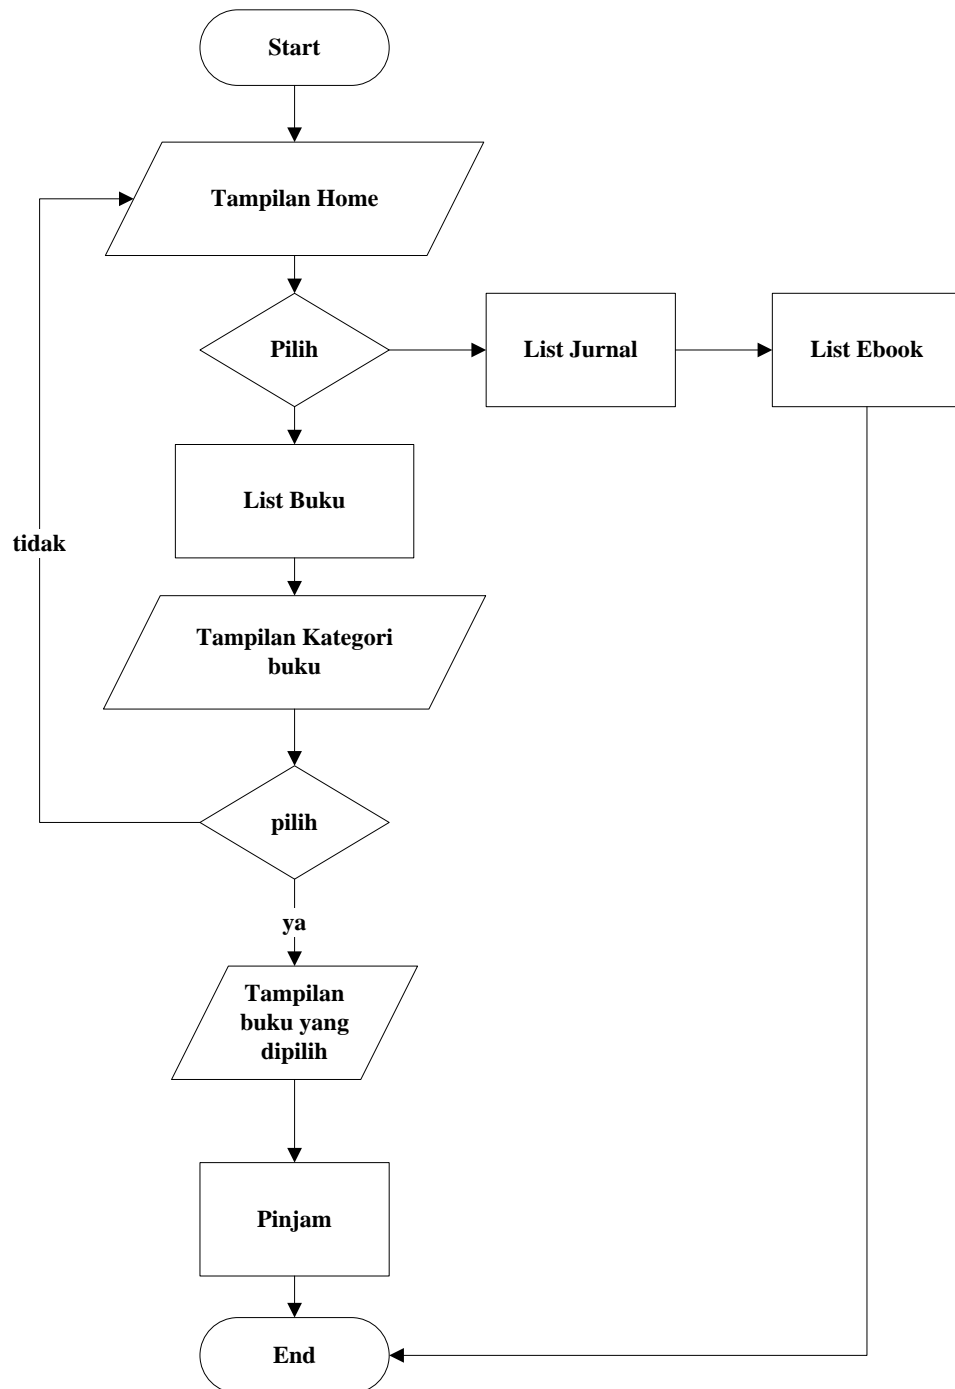 Start
Tampilan Home
Pilih
List Jurnal
List Ebook
List Buku
tidak
Tampilan Kategori
buku
pilih
ya
Tampilan
buku yang
dipilih
Pinjam
End